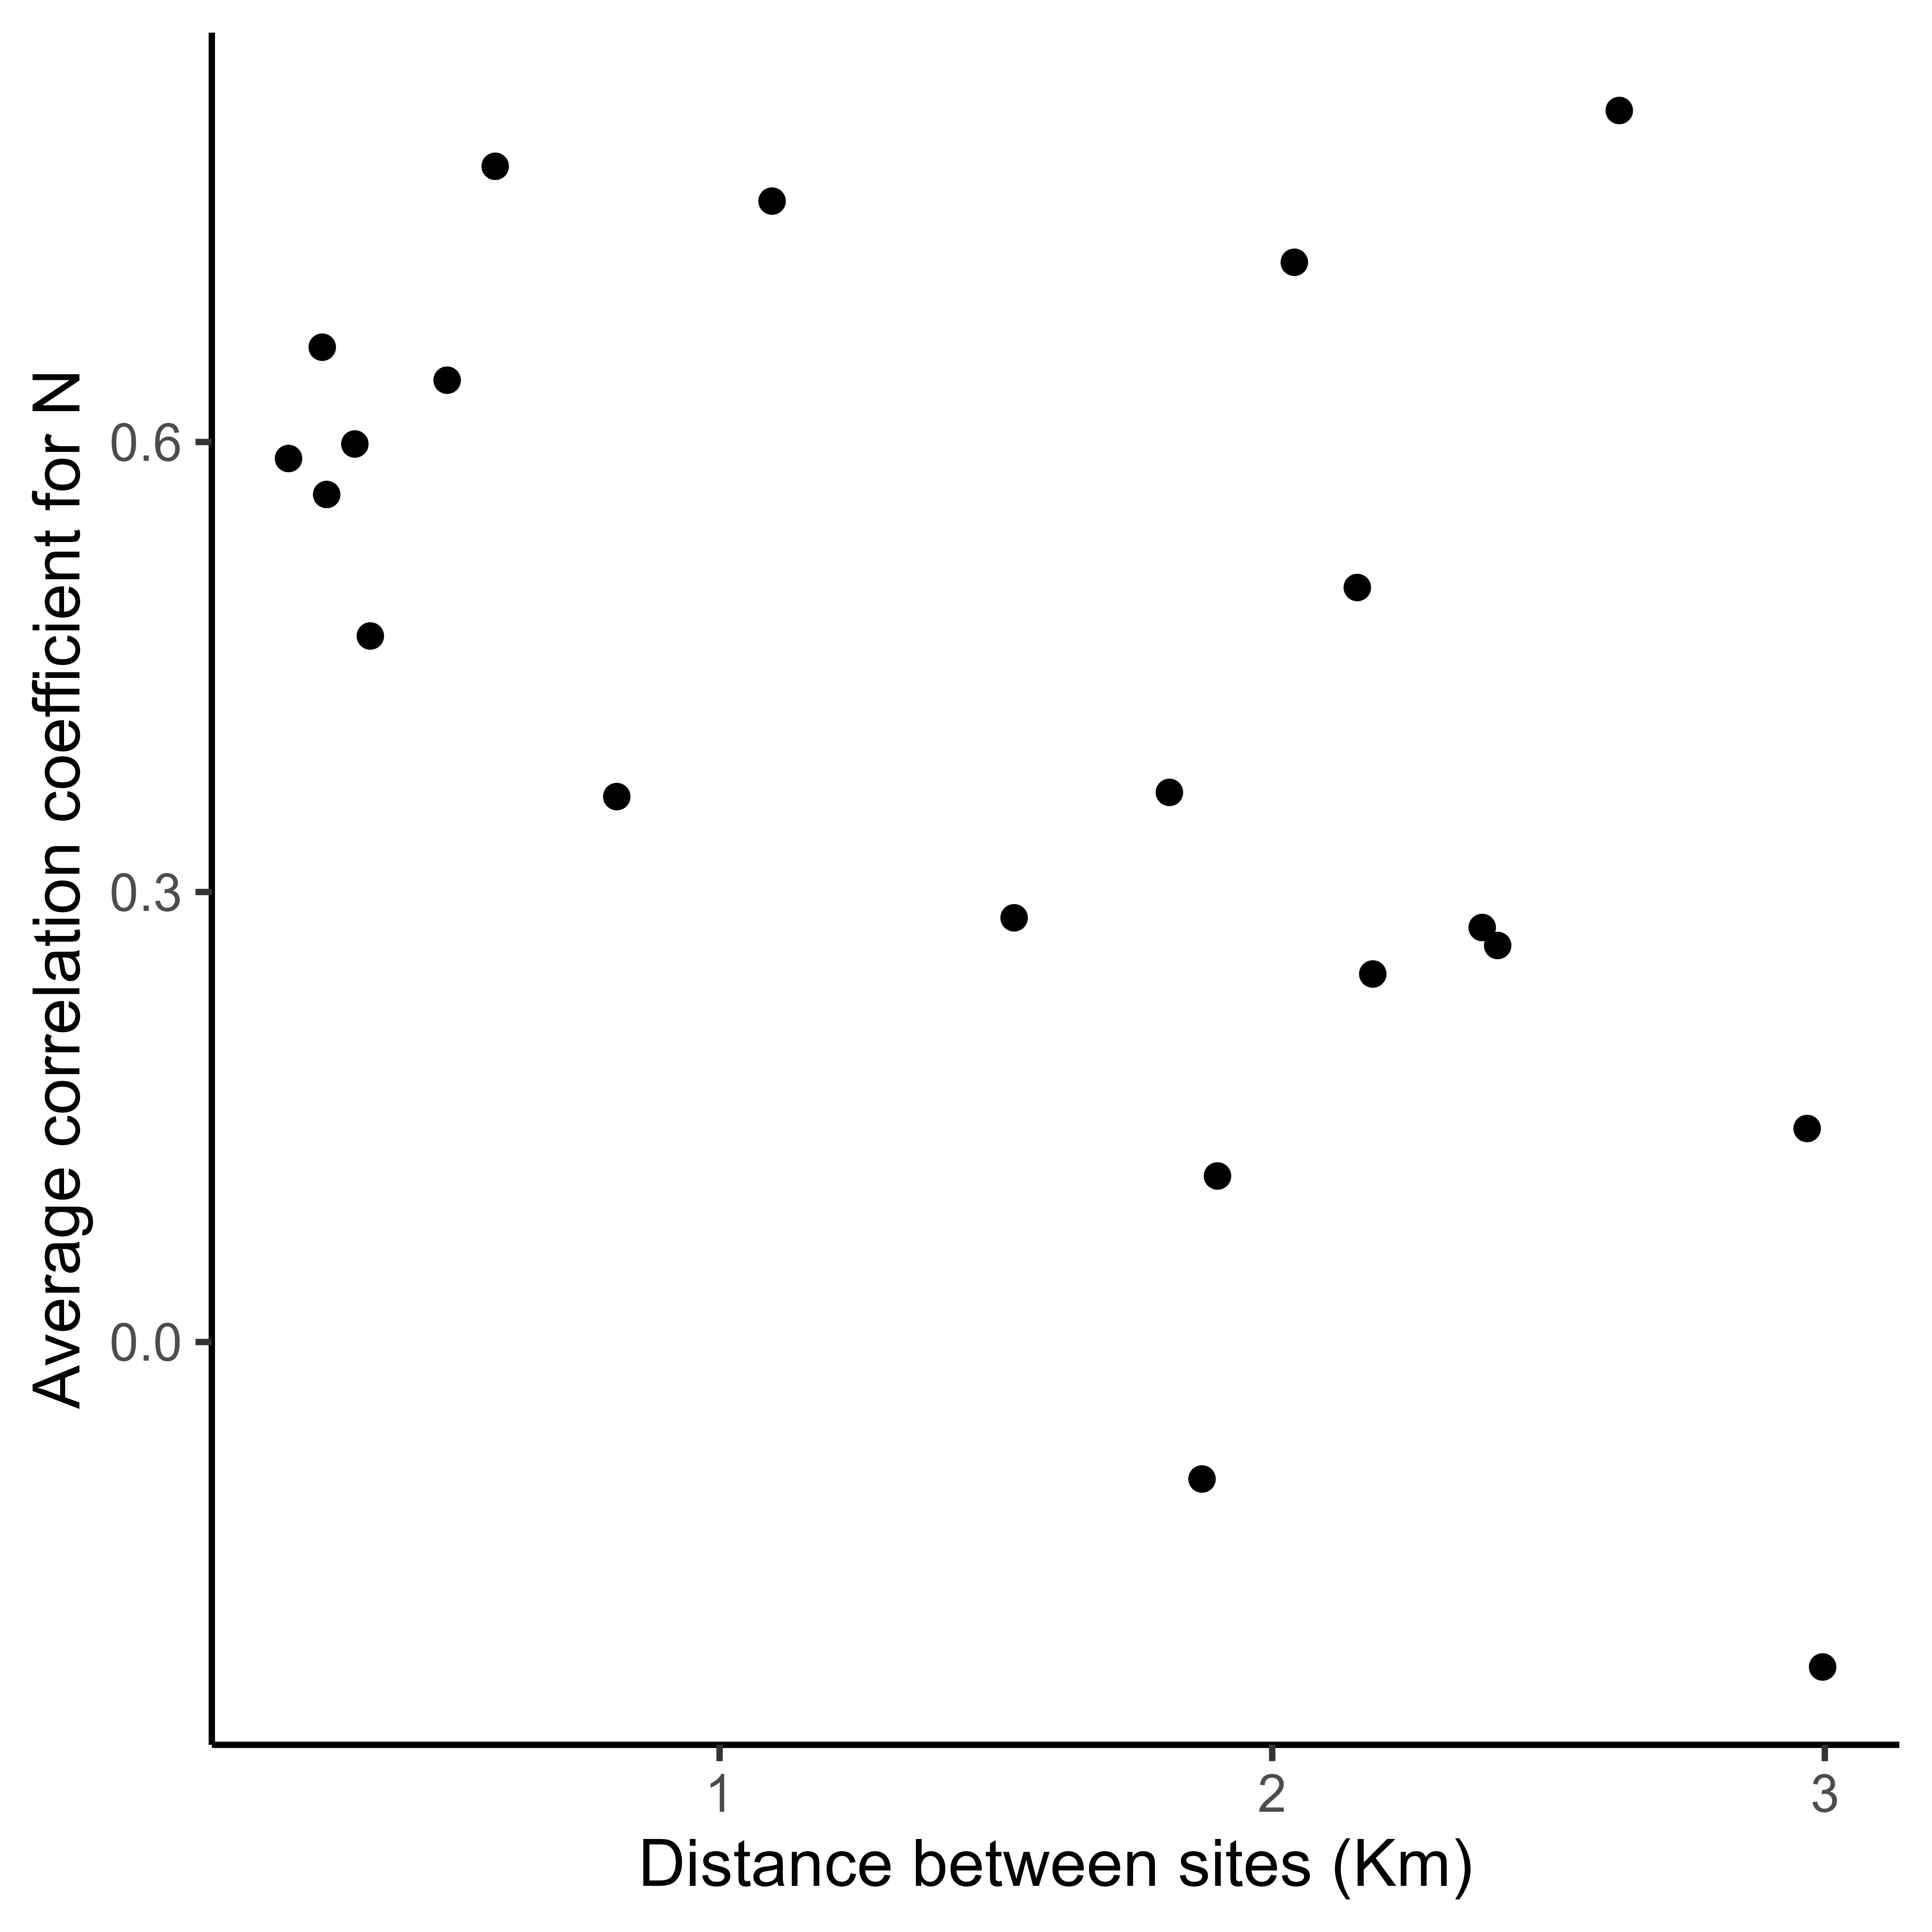 Average correlation coefficient for N
0.6
0.3
0.0
1 2 3
Distance between sites (Km)